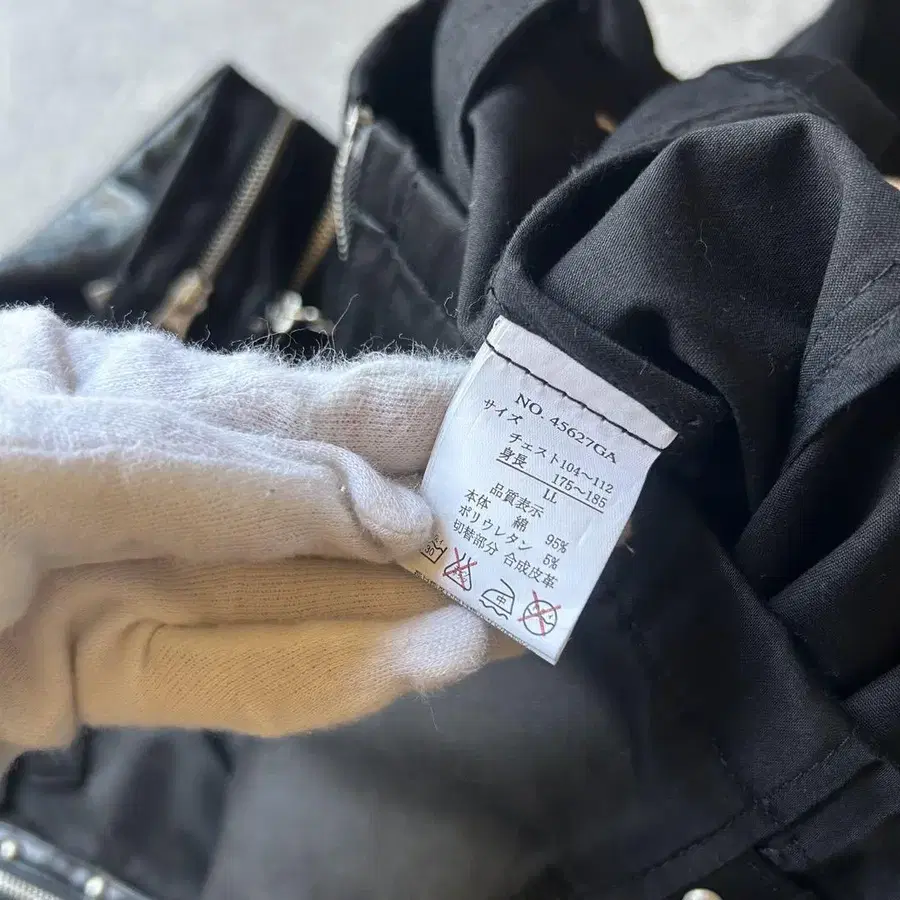 NO. 45627GA
サイズ
チェスト104〜112
身長 175〜185
LL
品質表示
本体 綿 95%
ポリウレタン 5%
切替部分 合成皮革
30
中